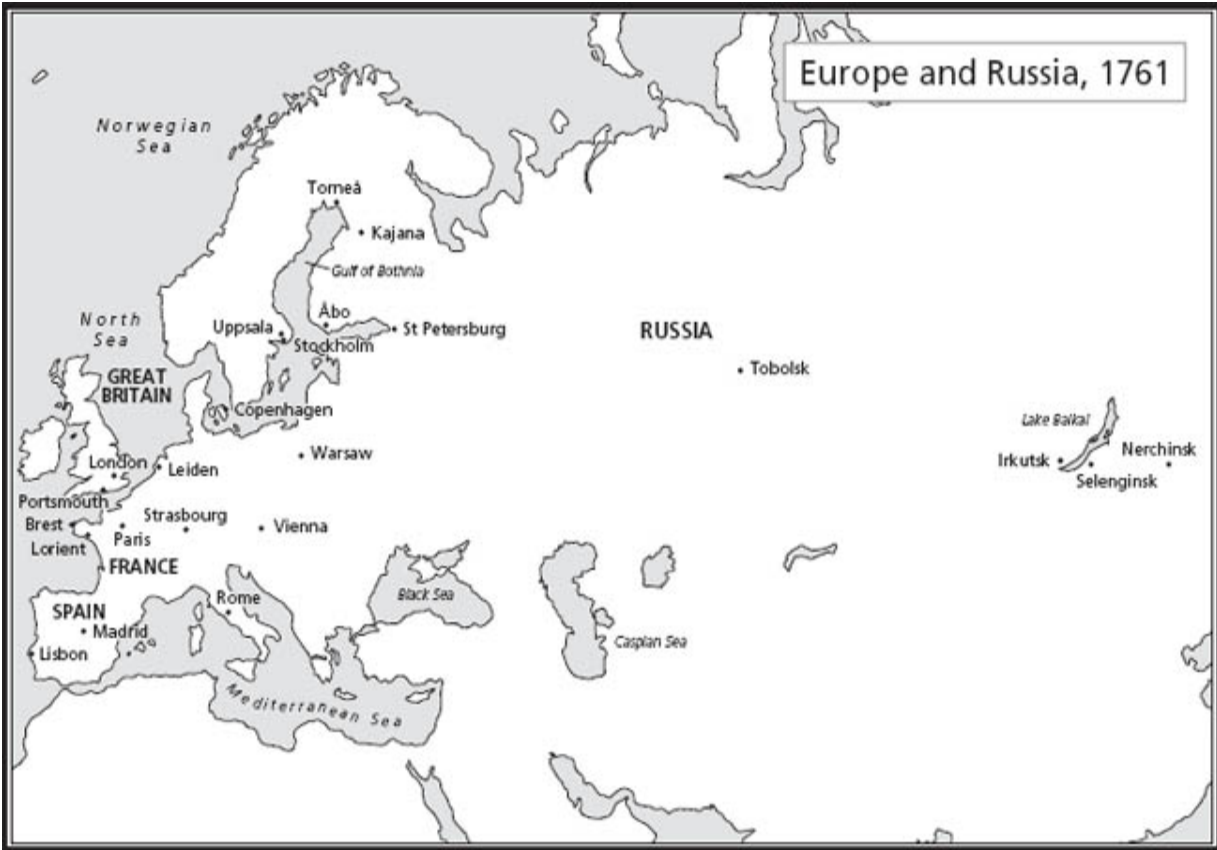 Europe and Russia, 1761
Norwegian
Sea
Torneå
Kajana
Gulf of Bothnia
North
Sea
Åbo
Uppsala
St Petersburg
RUSSIA
Stockholm
Tobolsk
GREAT
BRITAIN
Copenhagen
Lake Baikal
Warsaw
Nerchinsk
London
Leiden
Irkutsk
Selenginsk
Portsmouth
Strasbourg
Brest
Vienna
Paris
Lorient
FRANCE
Black Sea
Rome
SPAIN
Madrid
Caspian Sea
Lisbon
Mediterranean Sea